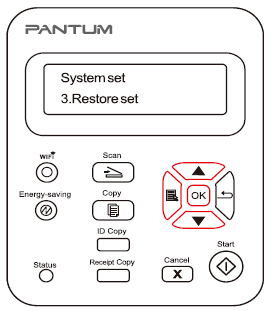 PANTUM
System set
3.Restore set
WiFi
Scan
Energy-saving
Copy
OK
ID Copy
Start
Status
Receipt Copy
Cancel
X